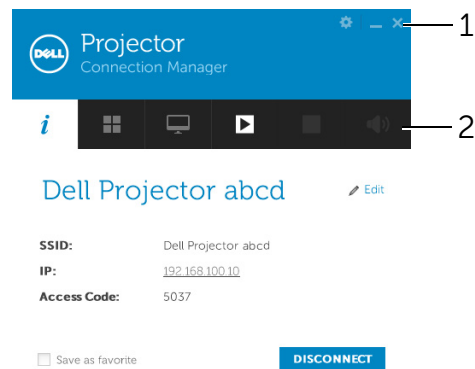 DELL
Projector
Connection Manager
1
i
2
Dell Projector abcd
Edit
SSID: Dell Projector abcd
IP: 192.168.100.10
Access Code: 5037
Save as favorite
DISCONNECT